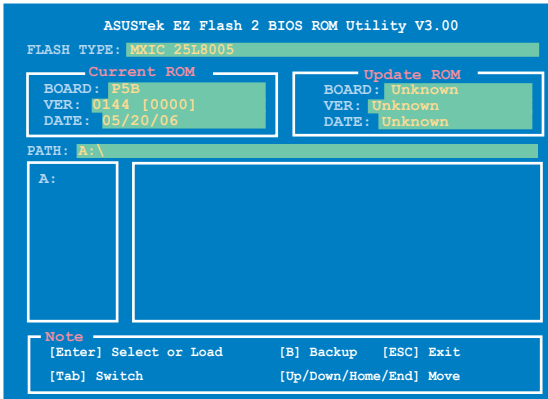 ASUSTek EZ Flash 2 BIOS ROM Utility V3.00
FLASH TYPE: MXIC 25L8005
Current ROM
BOARD: P5B
VER: 0144 [0000]
DATE: 05/20/06
Update ROM
BOARD: Unknown
VER: Unknown
DATE: Unknown
PATH: A:\
A:
Note
[Enter] Select or Load [B] Backup [ESC] Exit
[Tab] Switch [Up/Down/Home/End] Move